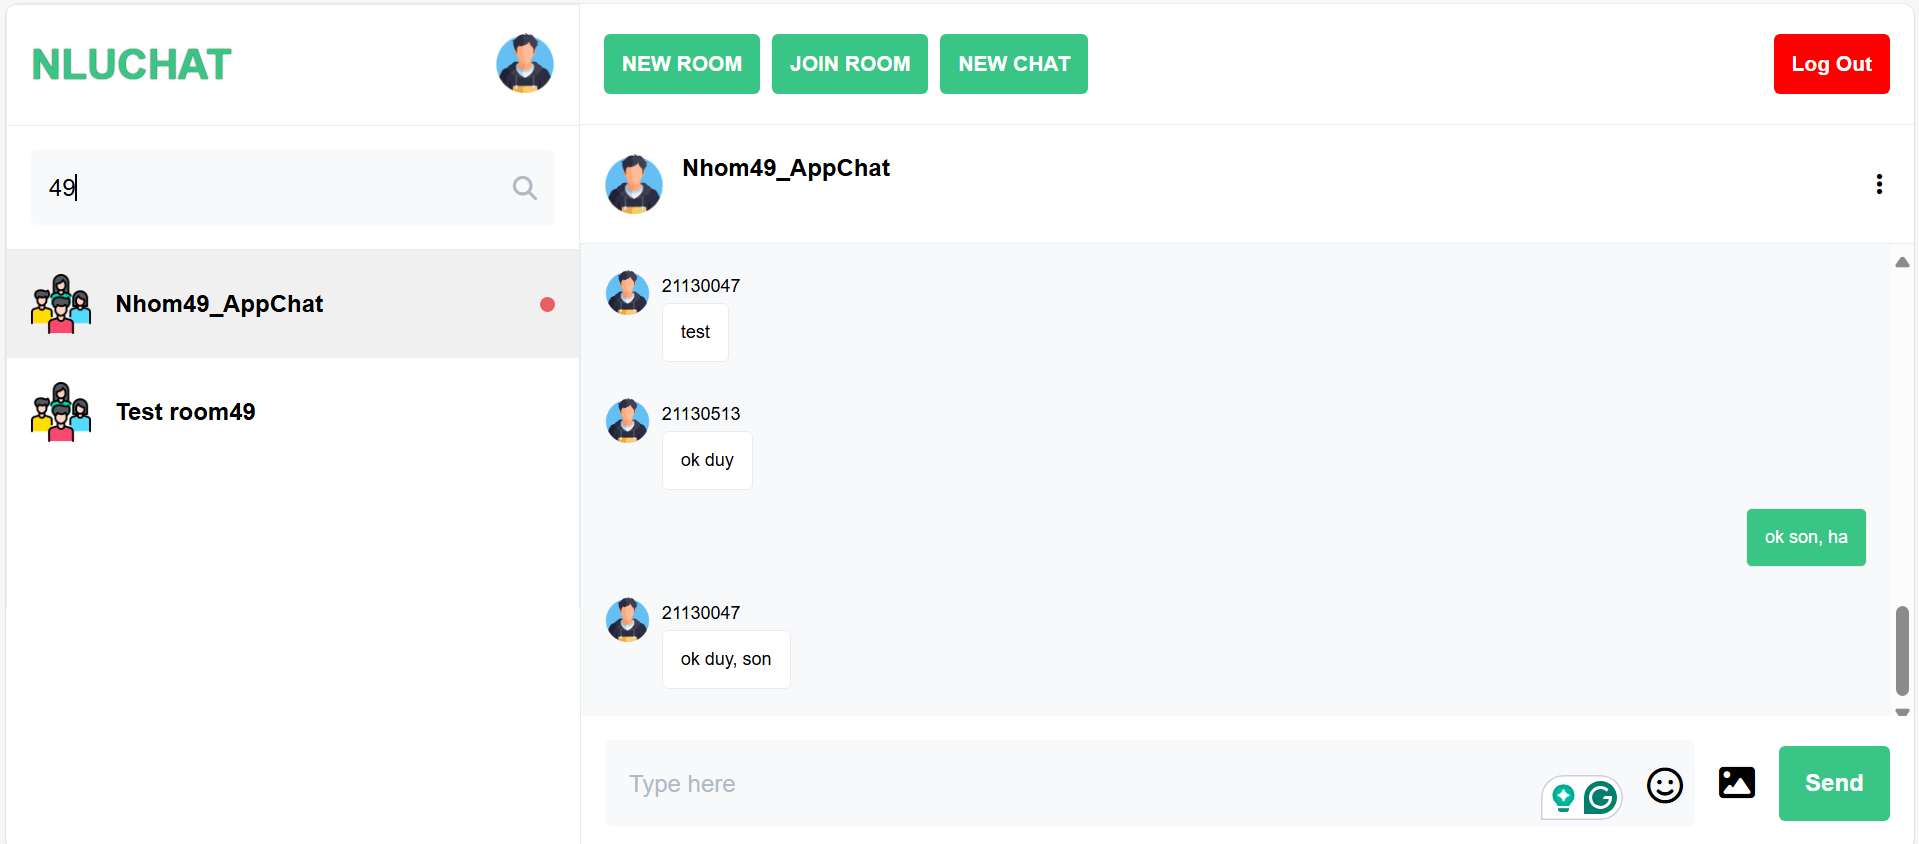 NLUCHAT
49
Nhom49_AppChat
Test room49
NEW ROOM
JOIN ROOM
NEW CHAT
Log Out
Nhom49_AppChat
21130047
test
21130513
ok duy
ok son, ha
21130047
ok duy, son
Type here
Send